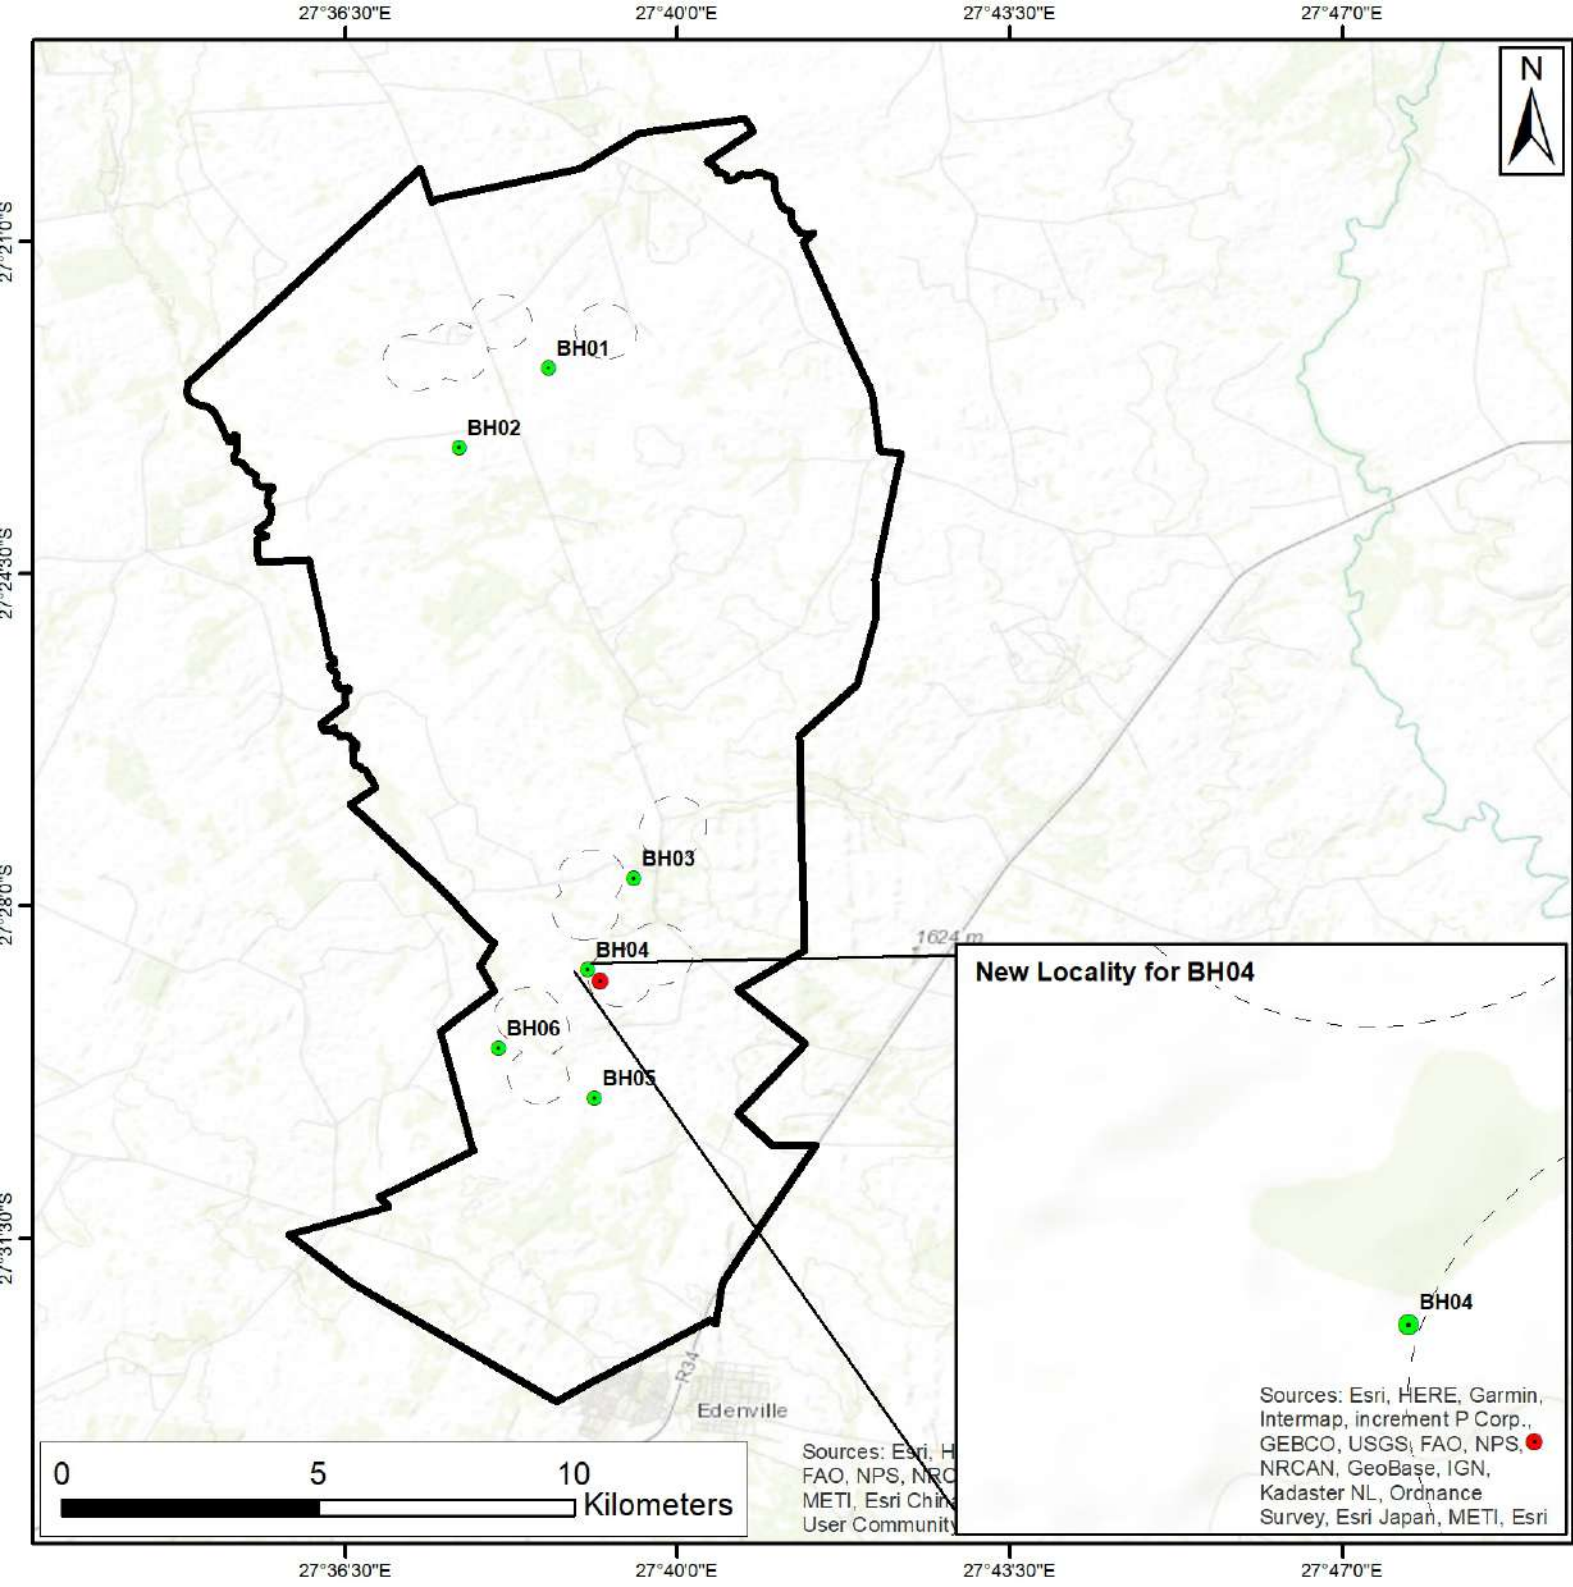 27°36'30"E
27°40'0"E
27°43'30"E
27°47'0"E
N
27°21'0"S
BH01
BH02
27°24'30"S
BH03
27°28'0"S
BH04
1624 m
New Locality for BH04
BH06
BH05
27°31'30"S
BH04
R34
Edenville
Sources: Esri, HERE, Garmin,
Intermap, increment P Corp.,
GEBCO, USGS, FAO, NPS,
NRCAN, GeoBase, IGN,
Kadaster NL, Ordnance
Survey, Esri Japan, METI, Esri
Sources: Esri, H
FAO, NPS, NRC
METI, Esri China
User Community
0 5 10
Kilometers
27°36'30"E
27°40'0"E
27°43'30"E
27°47'0"E